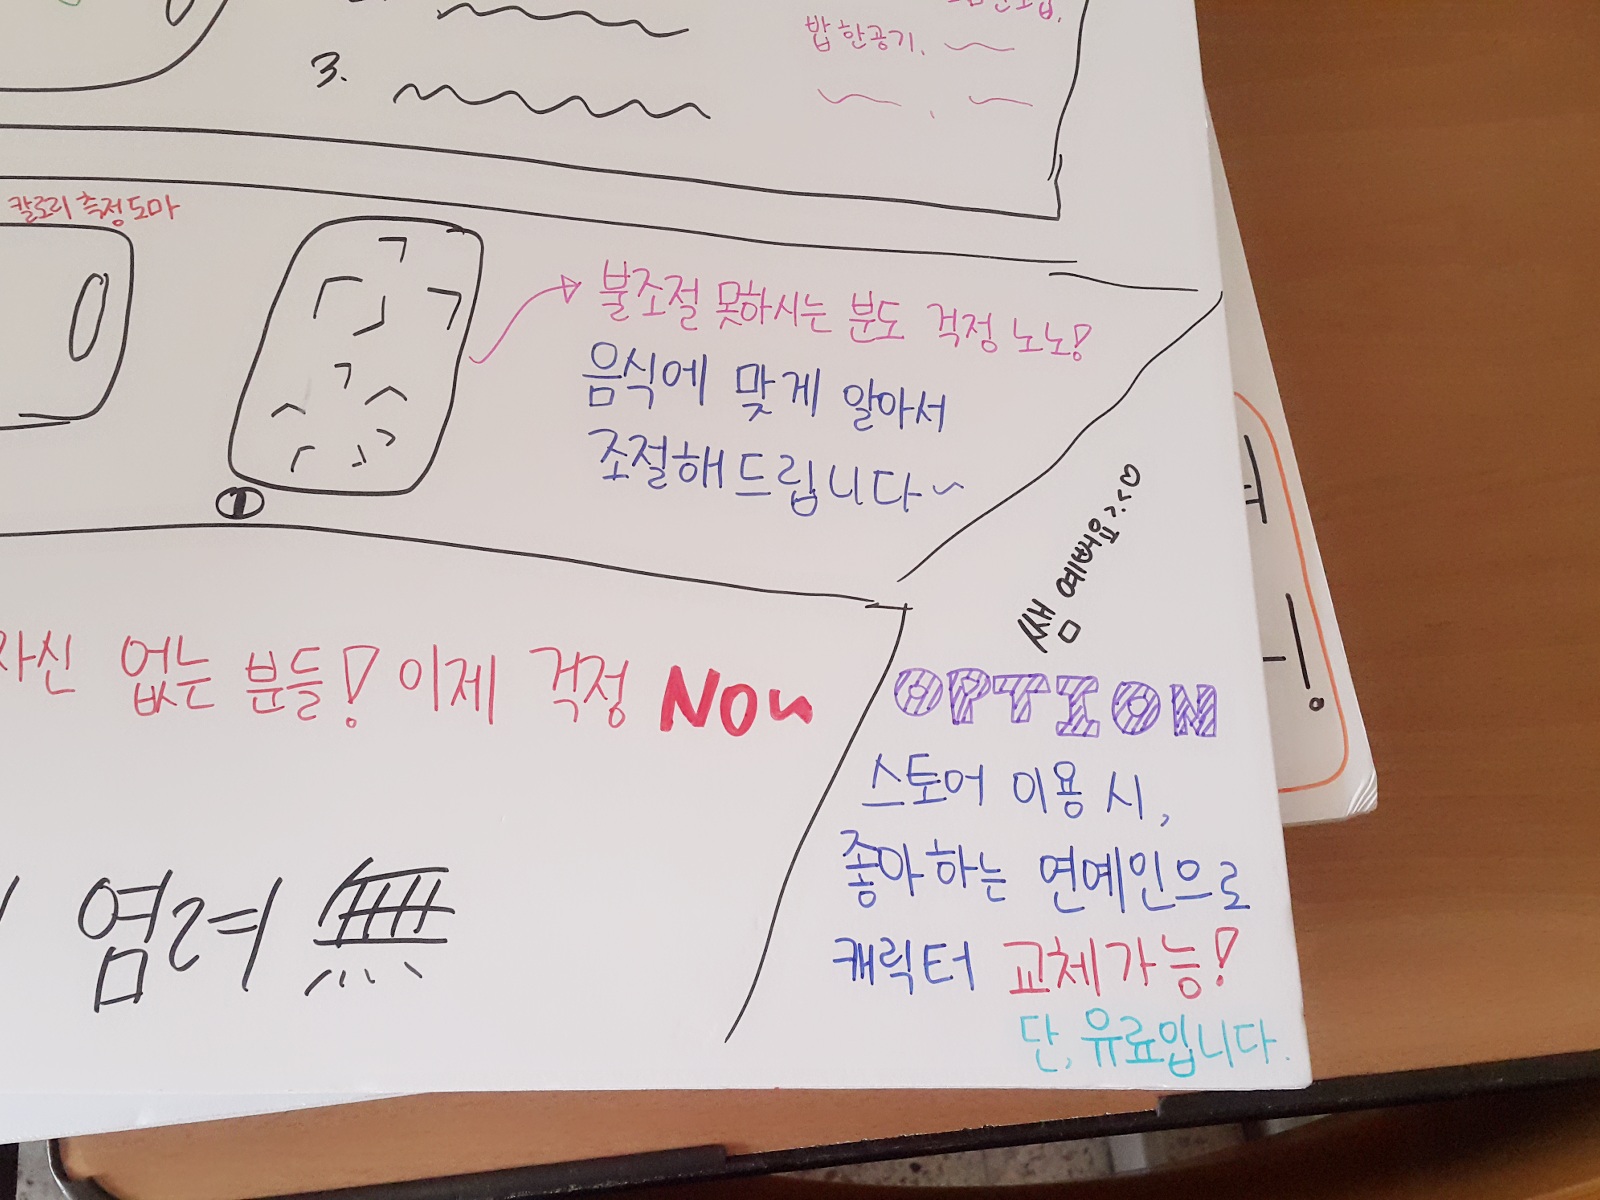 밥 한공기,
3.
칼로리 측정 도마
불조절 못하시는 분도 걱정 노노!
음식에 맞게 알아서
조절해드립니다~
쌤 예뻐요>.<♡
자신 없는 분들! 이제 걱정 Non
염려 無
OPTION
스토어 이용 시,
좋아하는 연예인으로
캐릭터 교체가능!
단, 유료입니다.